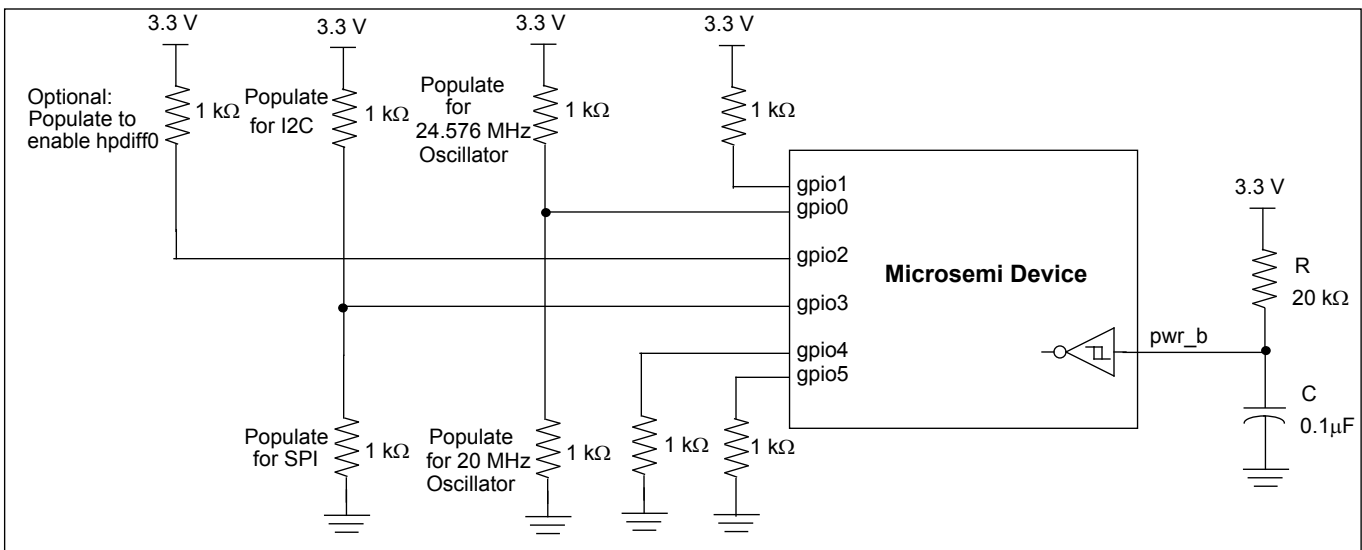 3.3 V
3.3 V
3.3 V
3.3 V
Optional:
Populate to
enable hpdiff0
1 kΩ
Populate
for I2C
1 kΩ
Populate
for
24.576 MHz
Oscillator
1 kΩ
1 kΩ
gpio1
gpio0
gpio2
gpio3
gpio4
gpio5
Microsemi Device
pwr_b
3.3 V
R
20 kΩ
C
0.1μF
Populate
for SPI
1 kΩ
Populate
for 20 MHz
Oscillator
1 kΩ
1 kΩ
1 kΩ